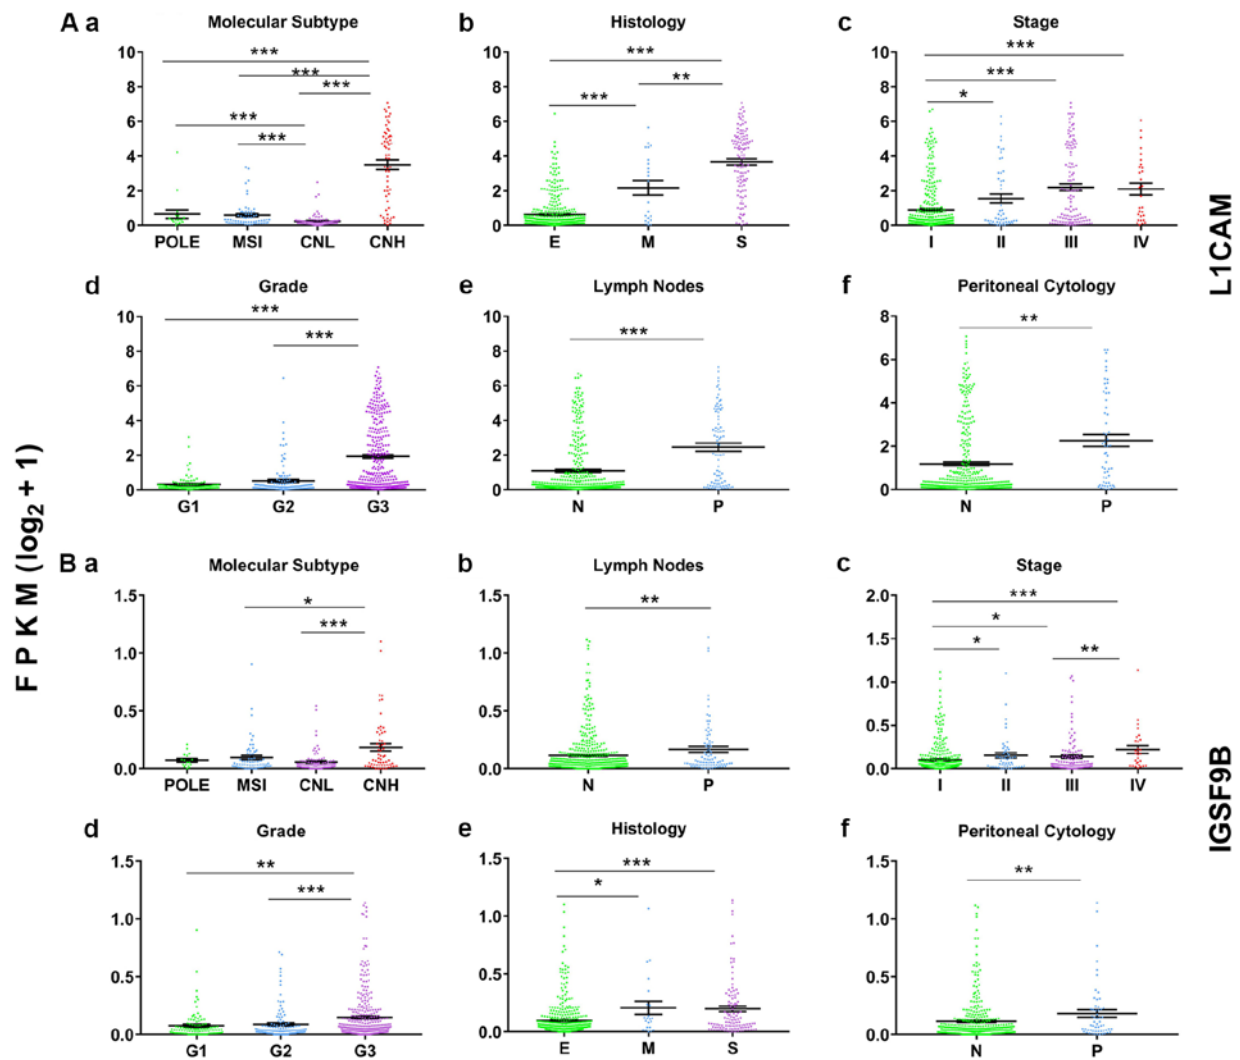 A a
Molecular Subtype
10
8
6
4
2
0
***
***
***
***
***
POLE MSI CNL CNH
b
Histology
10
8
6
4
2
0
***
**
***
E M S
c
Stage
10
8
6
4
2
0
***
***
*
I II III IV
L1CAM
d
Grade
10
8
6
4
2
0
***
***
G1 G2 G3
e
Lymph Nodes
10
8
6
4
2
0
***
N P
f
Peritoneal Cytology
8
6
4
2
0
**
N P
F P K M (log2 + 1)
B a
Molecular Subtype
1.5
1.0
0.5
0.0
*
***
POLE MSI CNL CNH
b
Lymph Nodes
1.5
1.0
0.5
0.0
**
N P
c
Stage
2.0
1.5
1.0
0.5
0.0
***
*
*
**
I II III IV
IGSF9B
d
Grade
1.5
1.0
0.5
0.0
**
***
G1 G2 G3
e
Histology
1.5
1.0
0.5
0.0
***
*
E M S
f
Peritoneal Cytology
1.5
1.0
0.5
0.0
**
N P